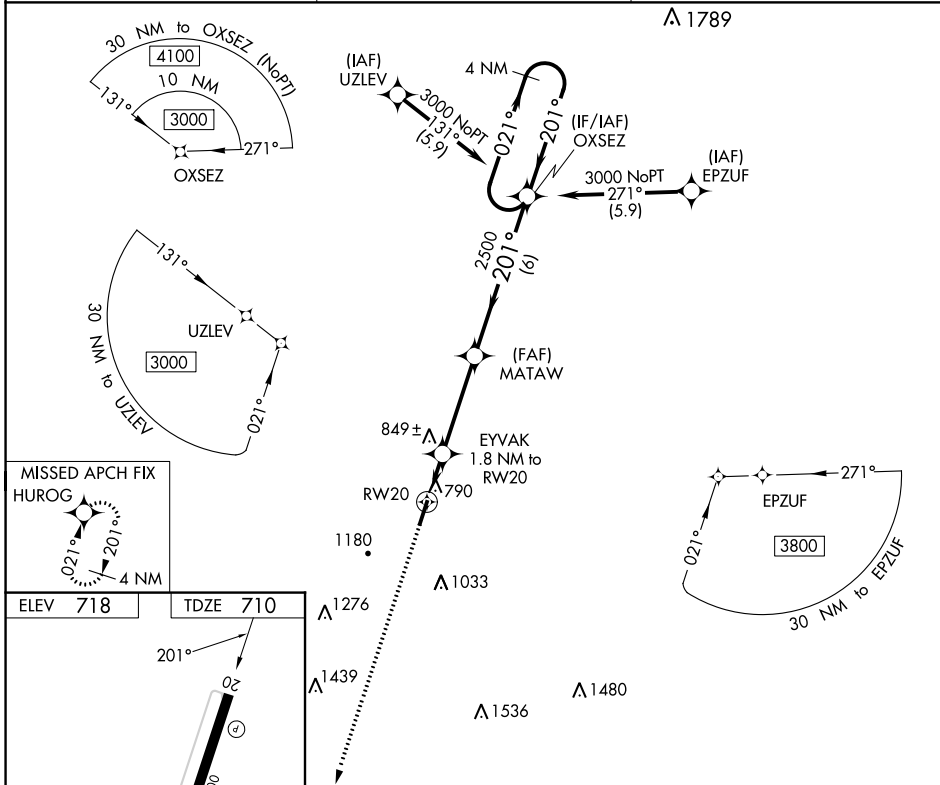 1789
30 NM to OXSEZ (NoPT)
4100
10 NM
3000
131°
271°
OXSEZ
(IAF)
UZLEV
3000 NoPT
131°
(5.9)
4 NM
021°
201°
(IF/IAF)
OXSEZ
(IAF)
EPZUF
3000 NoPT
271°
(5.9)
2500
201°
(6)
131°
UZLEV
3000
30 NM to UZLEV
021°
(FAF)
MATAW
849±
EYVAK
1.8 NM to
RW20
RW20
790
1180
1033
271°
EPZUF
021°
3800
30 NM to EPZUF
MISSED APCH FIX
HUROG
021°
201°
4 NM
ELEV 718
TDZE 710
201°
20
P
1276
1439
1480
1536